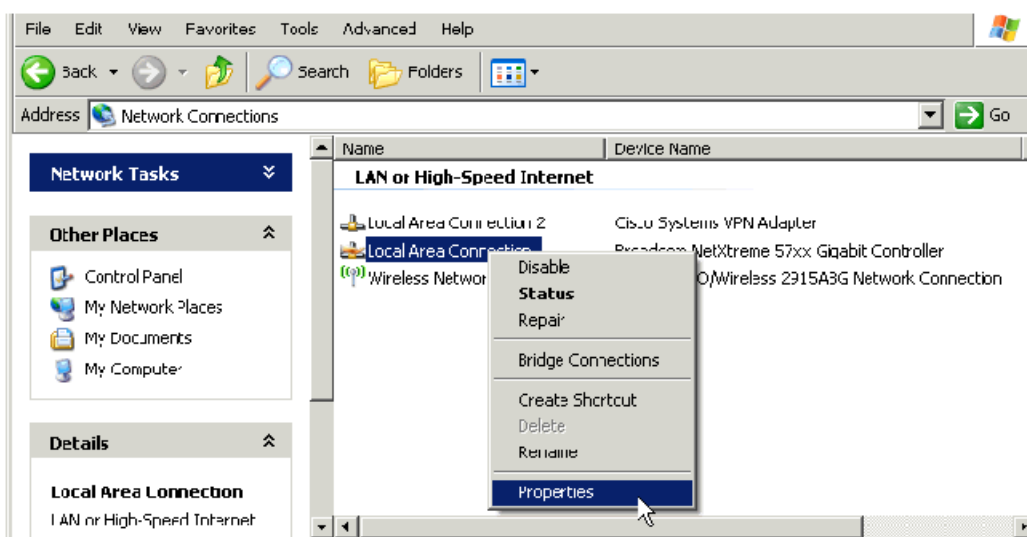 File Edit View Favorites Tools Advanced Help
Back Search Folders
Address Network Connections Go
Name Device Name
Network Tasks
LAN or High-Speed Internet
Other Places
Local Area Connection 2 Cisco Systems VPN Adapter
Local Area Connection Broadcom NetXtreme 57xx Gigabit Controller
Wireless Networ O/Wireless 2915A3G Network Connection
Control Panel
My Network Places
My Documents
My Computer
Disable
Status
Repair
Bridge Connections
Create Shortcut
Delete
Rename
Properties
Details
Local Area Connection
LAN or High-Speed Internet